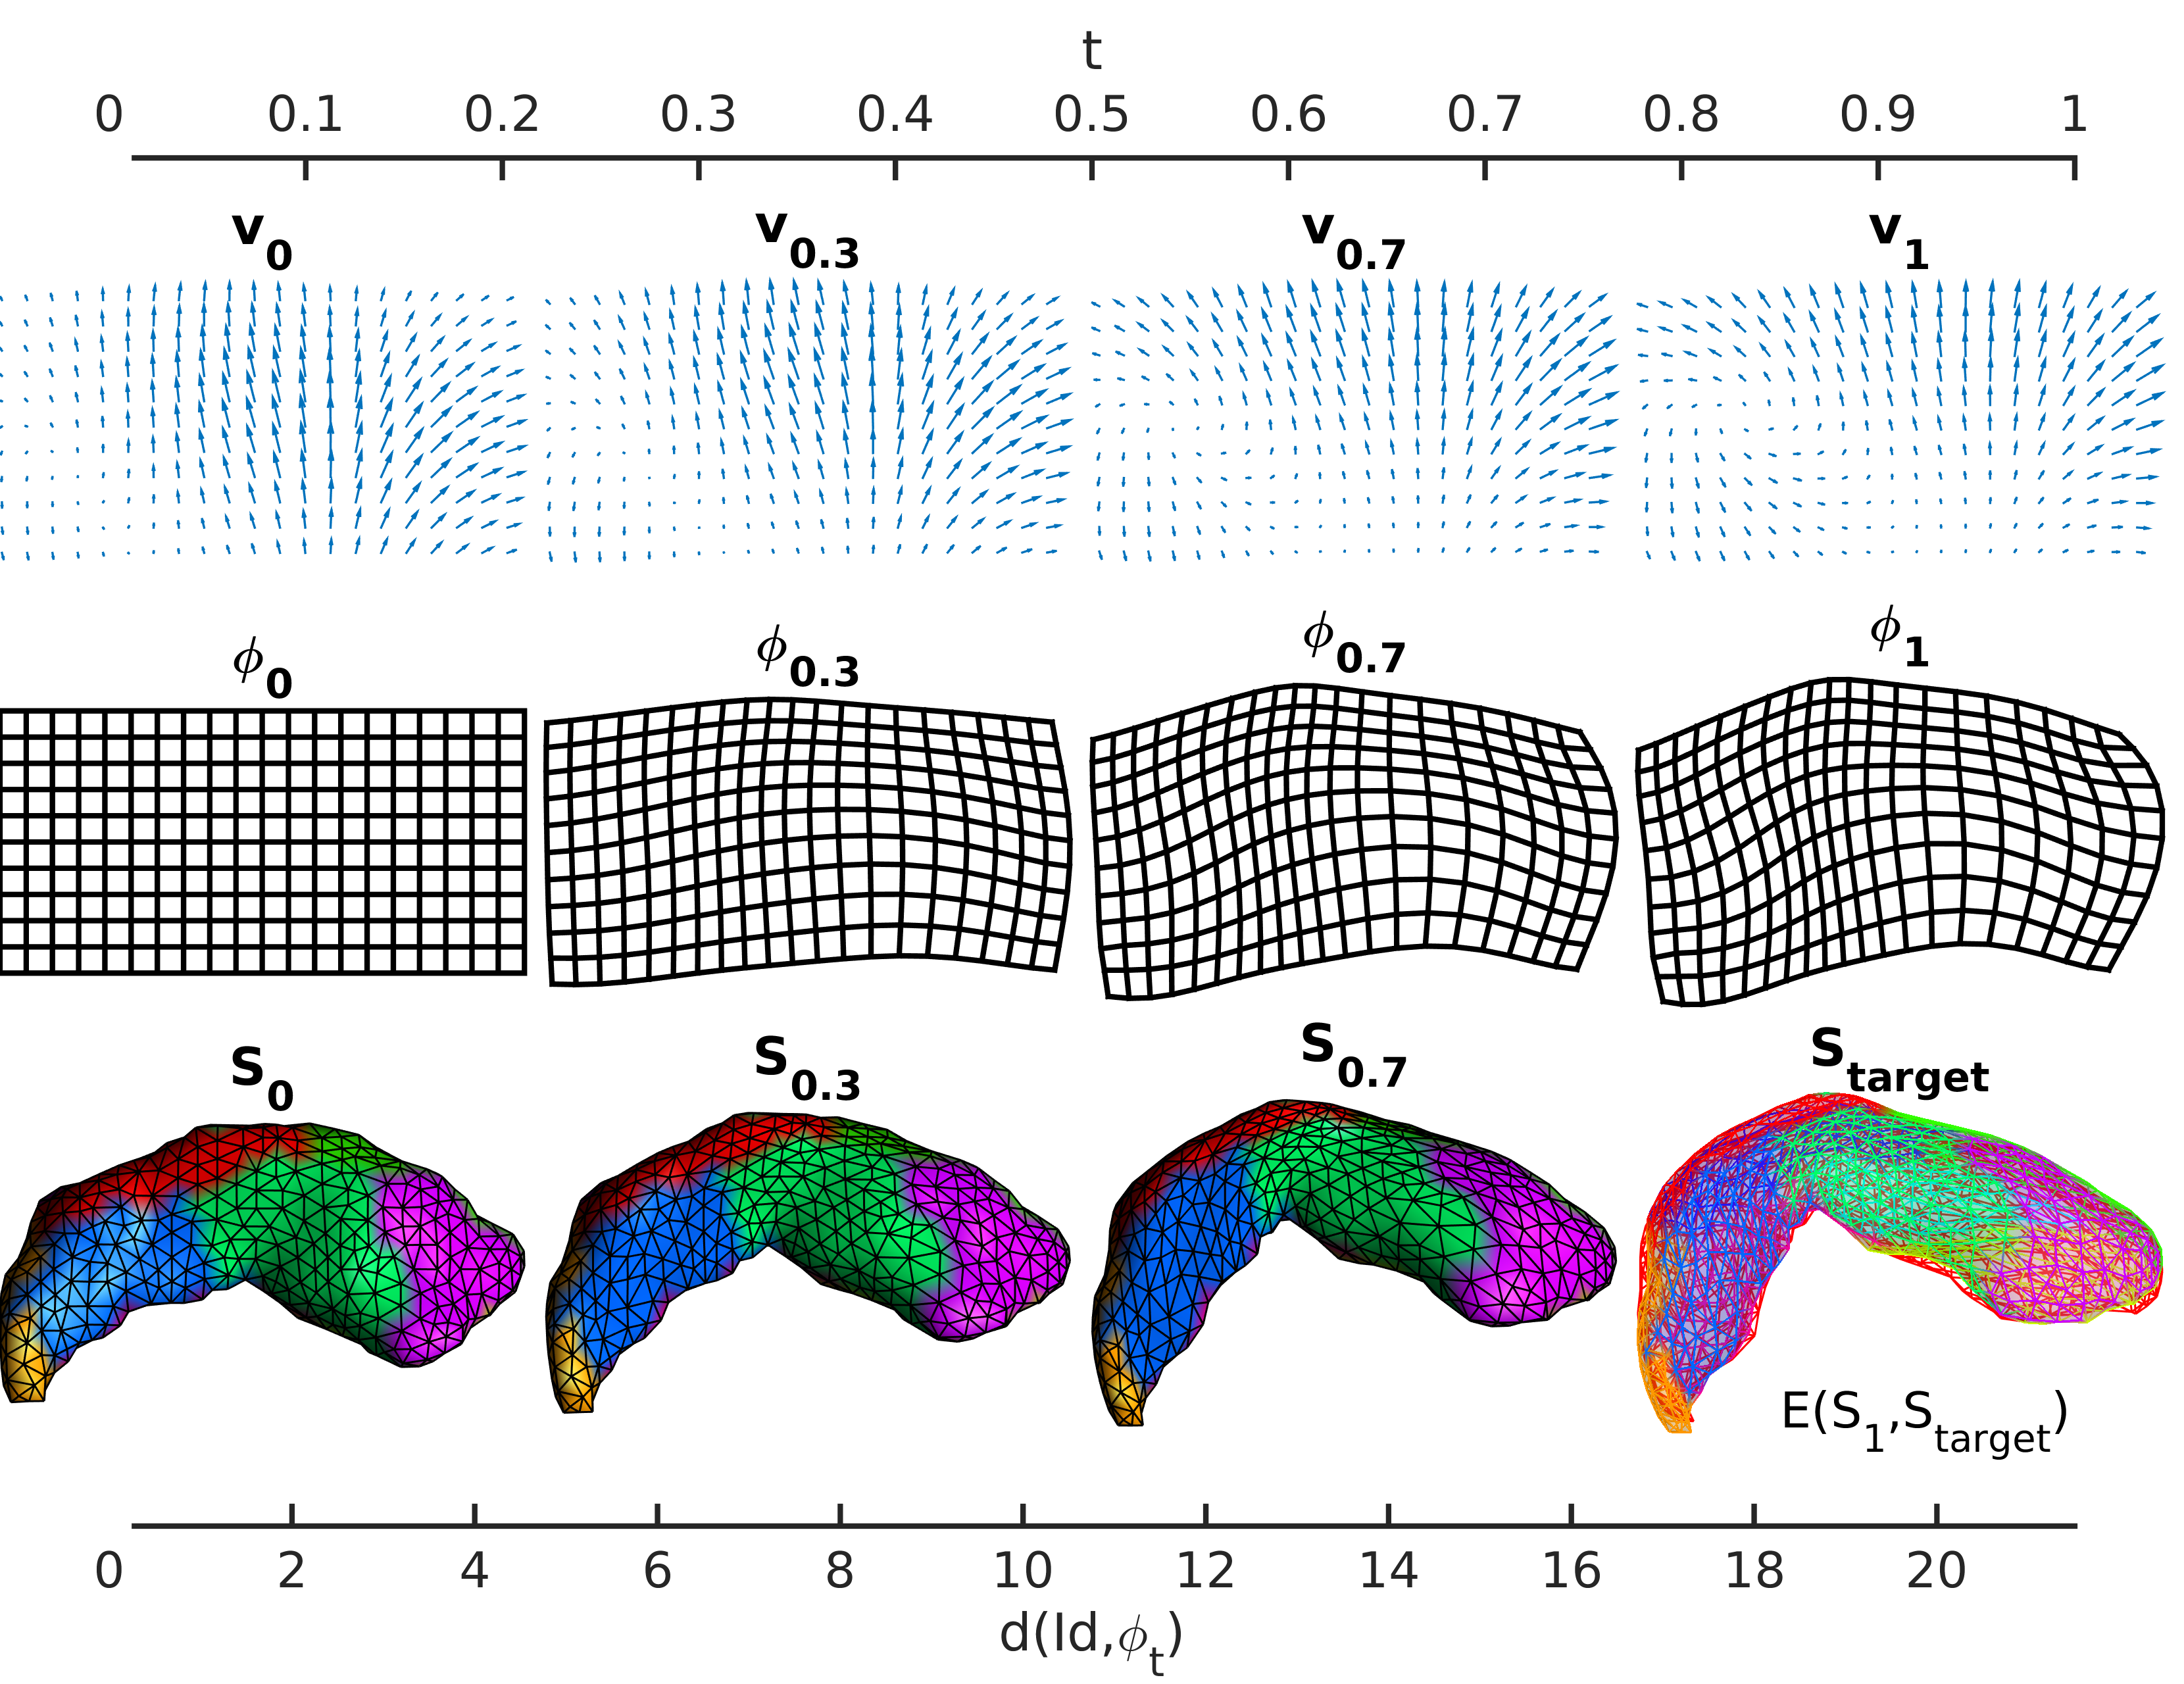 t
0 0.1 0.2 0.3 0.4 0.5 0.6 0.7 0.8 0.9 1
v0 v0.3 v0.7 v1
ϕ0 ϕ0.3 ϕ0.7 ϕ1
S0 S0.3 S0.7 Starget
E(S1,Starget)
0 2 4 6 8 10 12 14 16 18 20
d(Id,ϕt)